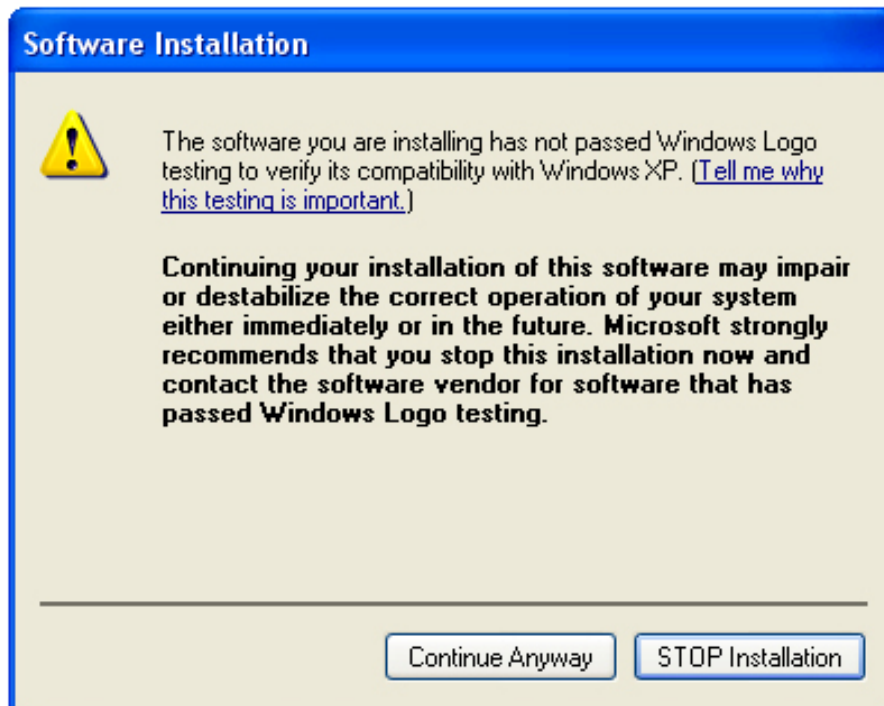 Software Installation
The software you are installing has not passed Windows Logo
testing to verify its compatibility with Windows XP. (Tell me why
this testing is important.)
Continuing your installation of this software may impair
or destabilize the correct operation of your system
either immediately or in the future. Microsoft strongly
recommends that you stop this installation now and
contact the software vendor for software that has
passed Windows Logo testing.
Continue Anyway
STOP Installation